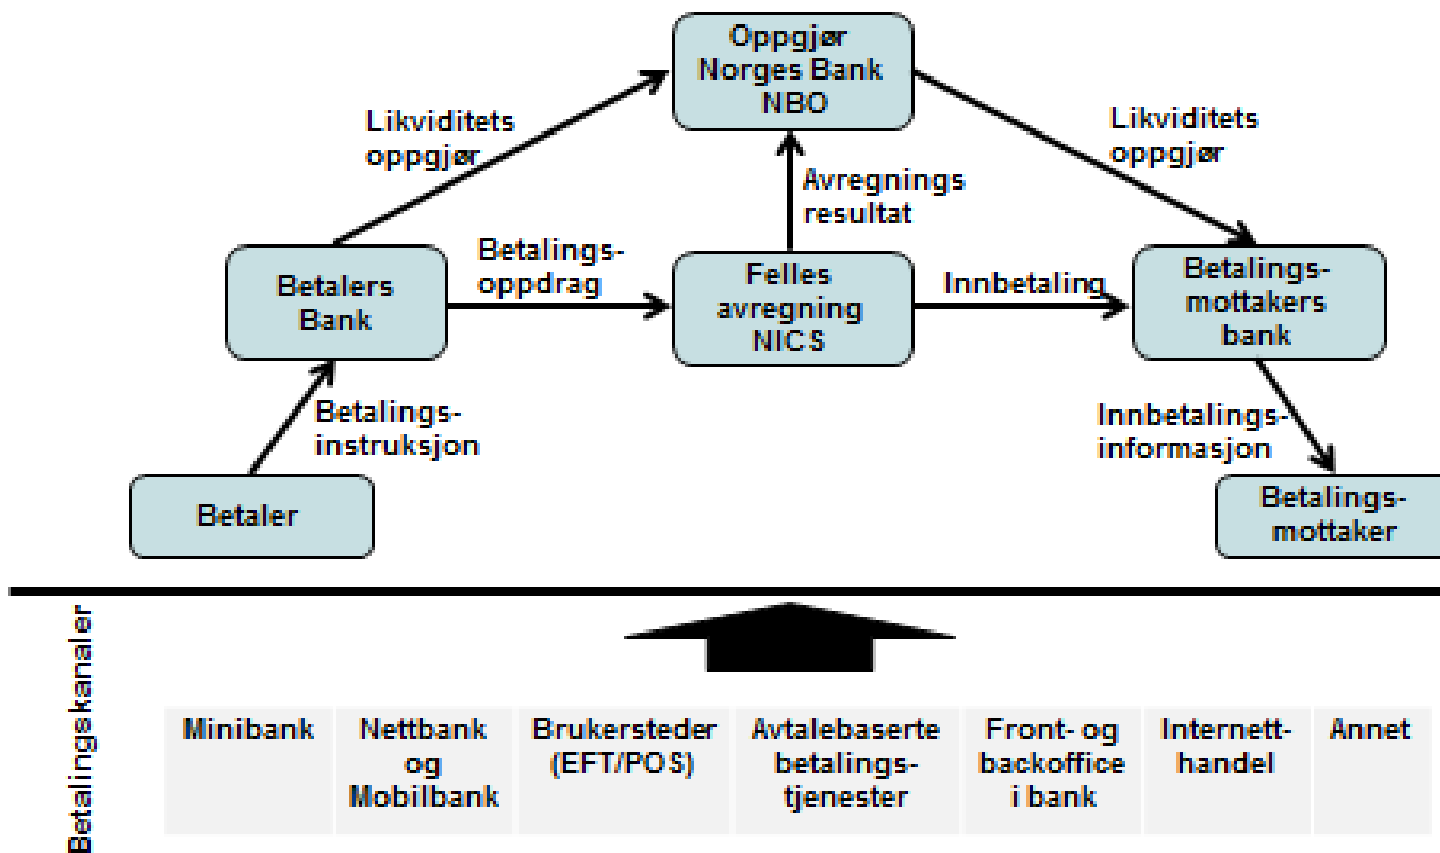 Oppgjør
Norges Bank
NBO
Likviditets
oppgjør
Likviditets
oppgjør
Avregnings
resultat
Betalers
Bank
Betalings-
oppdrag
Felles
avregning
NICS
Innbetaling
Betalings-
mottakers
bank
Betalings-
instruksjon
Innbetalings-
informasjon
Betaler
Betalings-
mottaker
Betalingskanaler
Minibank
Nettbank
og
Mobilbank
Brukersteder
(EFT/POS)
Avtalebaserte
betalings-
tjenester
Front- og
backoffice
i bank
Internett-
handel
Annet